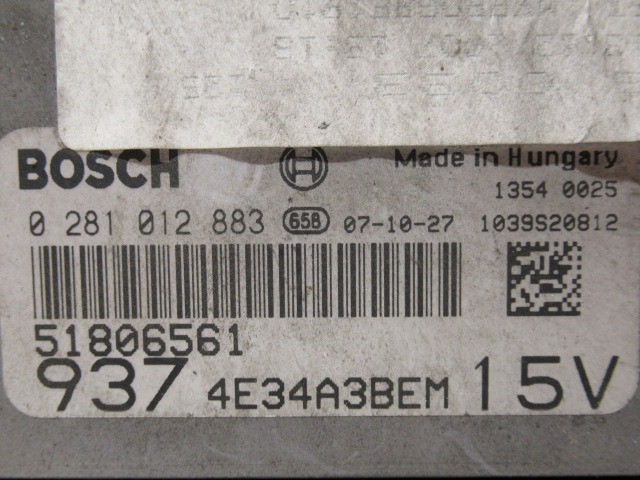 BOSCH Made in Hungary
1354 0025
0 281 012 883 658 07-10-27 1039S20812
51806561
937 4E34A3BEM 15V